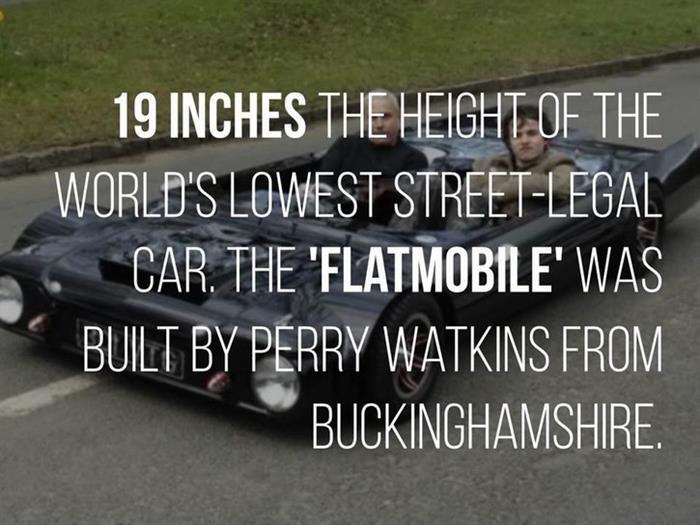 19 INCHES THE HEIGHT OF THE
WORLD'S LOWEST STREET-LEGAL
CAR. THE 'FLATMOBILE' WAS
BUILT BY PERRY WATKINS FROM
BUCKINGHAMSHIRE.